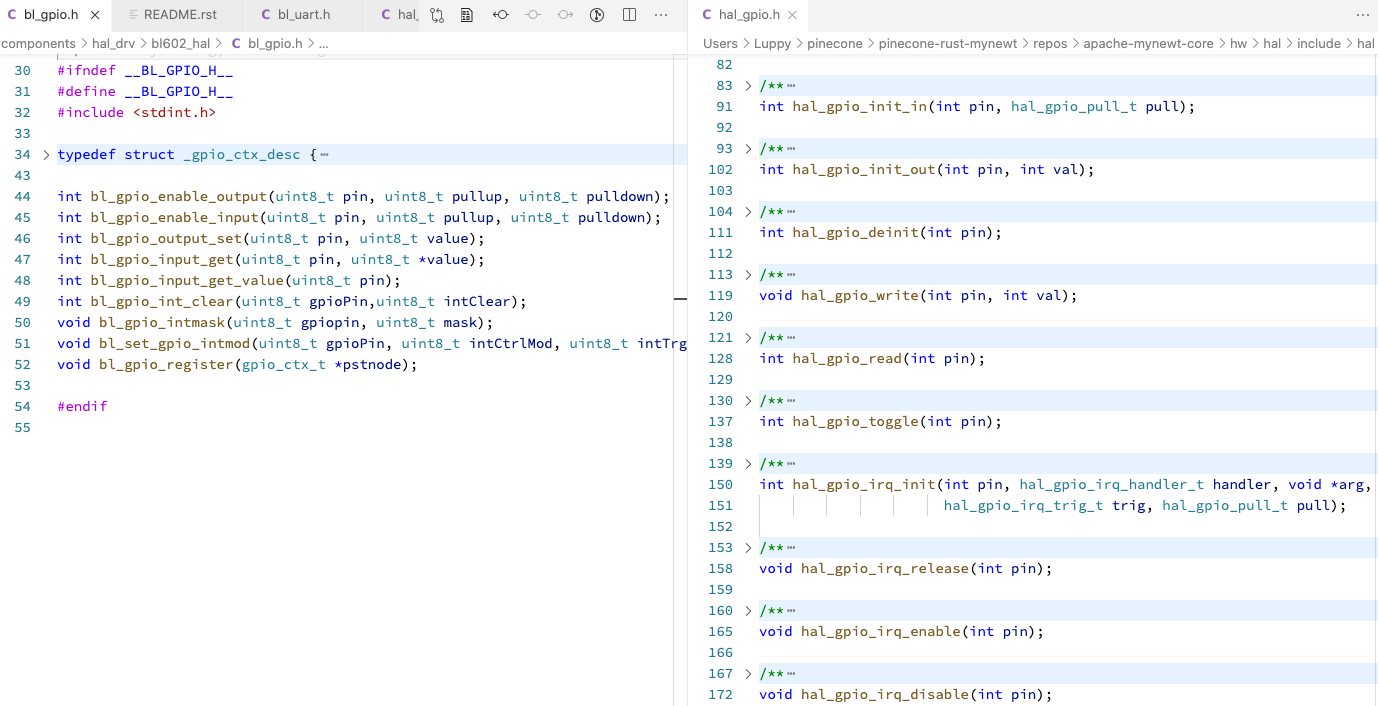 C bl_gpio.h × README.rst C bl_uart.h C hal_ ···
components > hal_drv > bl602_hal > C bl_gpio.h > ...
30 #ifndef __BL_GPIO_H__
31 #define __BL_GPIO_H__
32 #include <stdint.h>
33
34 > typedef struct _gpio_ctx_desc {···
43
44 int bl_gpio_enable_output(uint8_t pin, uint8_t pullup, uint8_t pulldown);
45 int bl_gpio_enable_input(uint8_t pin, uint8_t pullup, uint8_t pulldown);
46 int bl_gpio_output_set(uint8_t pin, uint8_t value);
47 int bl_gpio_input_get(uint8_t pin, uint8_t *value);
48 int bl_gpio_input_get_value(uint8_t pin);
49 int bl_gpio_int_clear(uint8_t gpioPin,uint8_t intClear);
50 void bl_gpio_intmask(uint8_t gpiopin, uint8_t mask);
51 void bl_set_gpio_intmod(uint8_t gpioPin, uint8_t intCtrlMod, uint8_t intTrg
52 void bl_gpio_register(gpio_ctx_t *pstnode);
53
54 #endif
55
C hal_gpio.h × ···
Users > Luppy > pinecone > pinecone-rust-mynewt > repos > apache-mynewt-core > hw > hal > include > hal
82
83 > /**···
91 int hal_gpio_init_in(int pin, hal_gpio_pull_t pull);
92
93 > /**···
102 int hal_gpio_init_out(int pin, int val);
103
104 > /**···
111 int hal_gpio_deinit(int pin);
112
113 > /**···
119 void hal_gpio_write(int pin, int val);
120
121 > /**···
128 int hal_gpio_read(int pin);
129
130 > /**···
137 int hal_gpio_toggle(int pin);
138
139 > /**···
150 int hal_gpio_irq_init(int pin, hal_gpio_irq_handler_t handler, void *arg,
151 hal_gpio_irq_trig_t trig, hal_gpio_pull_t pull);
152
153 > /**···
158 void hal_gpio_irq_release(int pin);
159
160 > /**···
165 void hal_gpio_irq_enable(int pin);
166
167 > /**···
172 void hal_gpio_irq_disable(int pin);